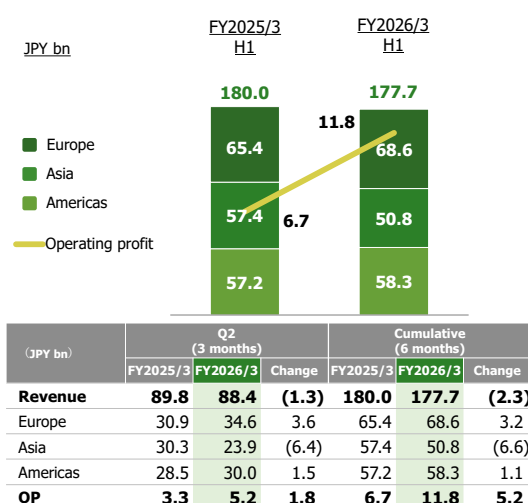 JPY bn
FY2025/3
H1
FY2026/3
H1
180.0
177.7
11.8
Europe
Asia
Americas
Operating profit
65.4
68.6
57.4
6.7
50.8
57.2
58.3
（JPY bn） Q2 (3 months) Cumulative (6 months)
FY2025/3 FY2026/3 Change FY2025/3 FY2026/3 Change
Revenue 89.8 88.4 (1.3) 180.0 177.7 (2.3)
Europe 30.9 34.6 3.6 65.4 68.6 3.2
Asia 30.3 23.9 (6.4) 57.4 50.8 (6.6)
Americas 28.5 30.0 1.5 57.2 58.3 1.1
OP 3.3 5.2 1.8 6.7 11.8 5.2